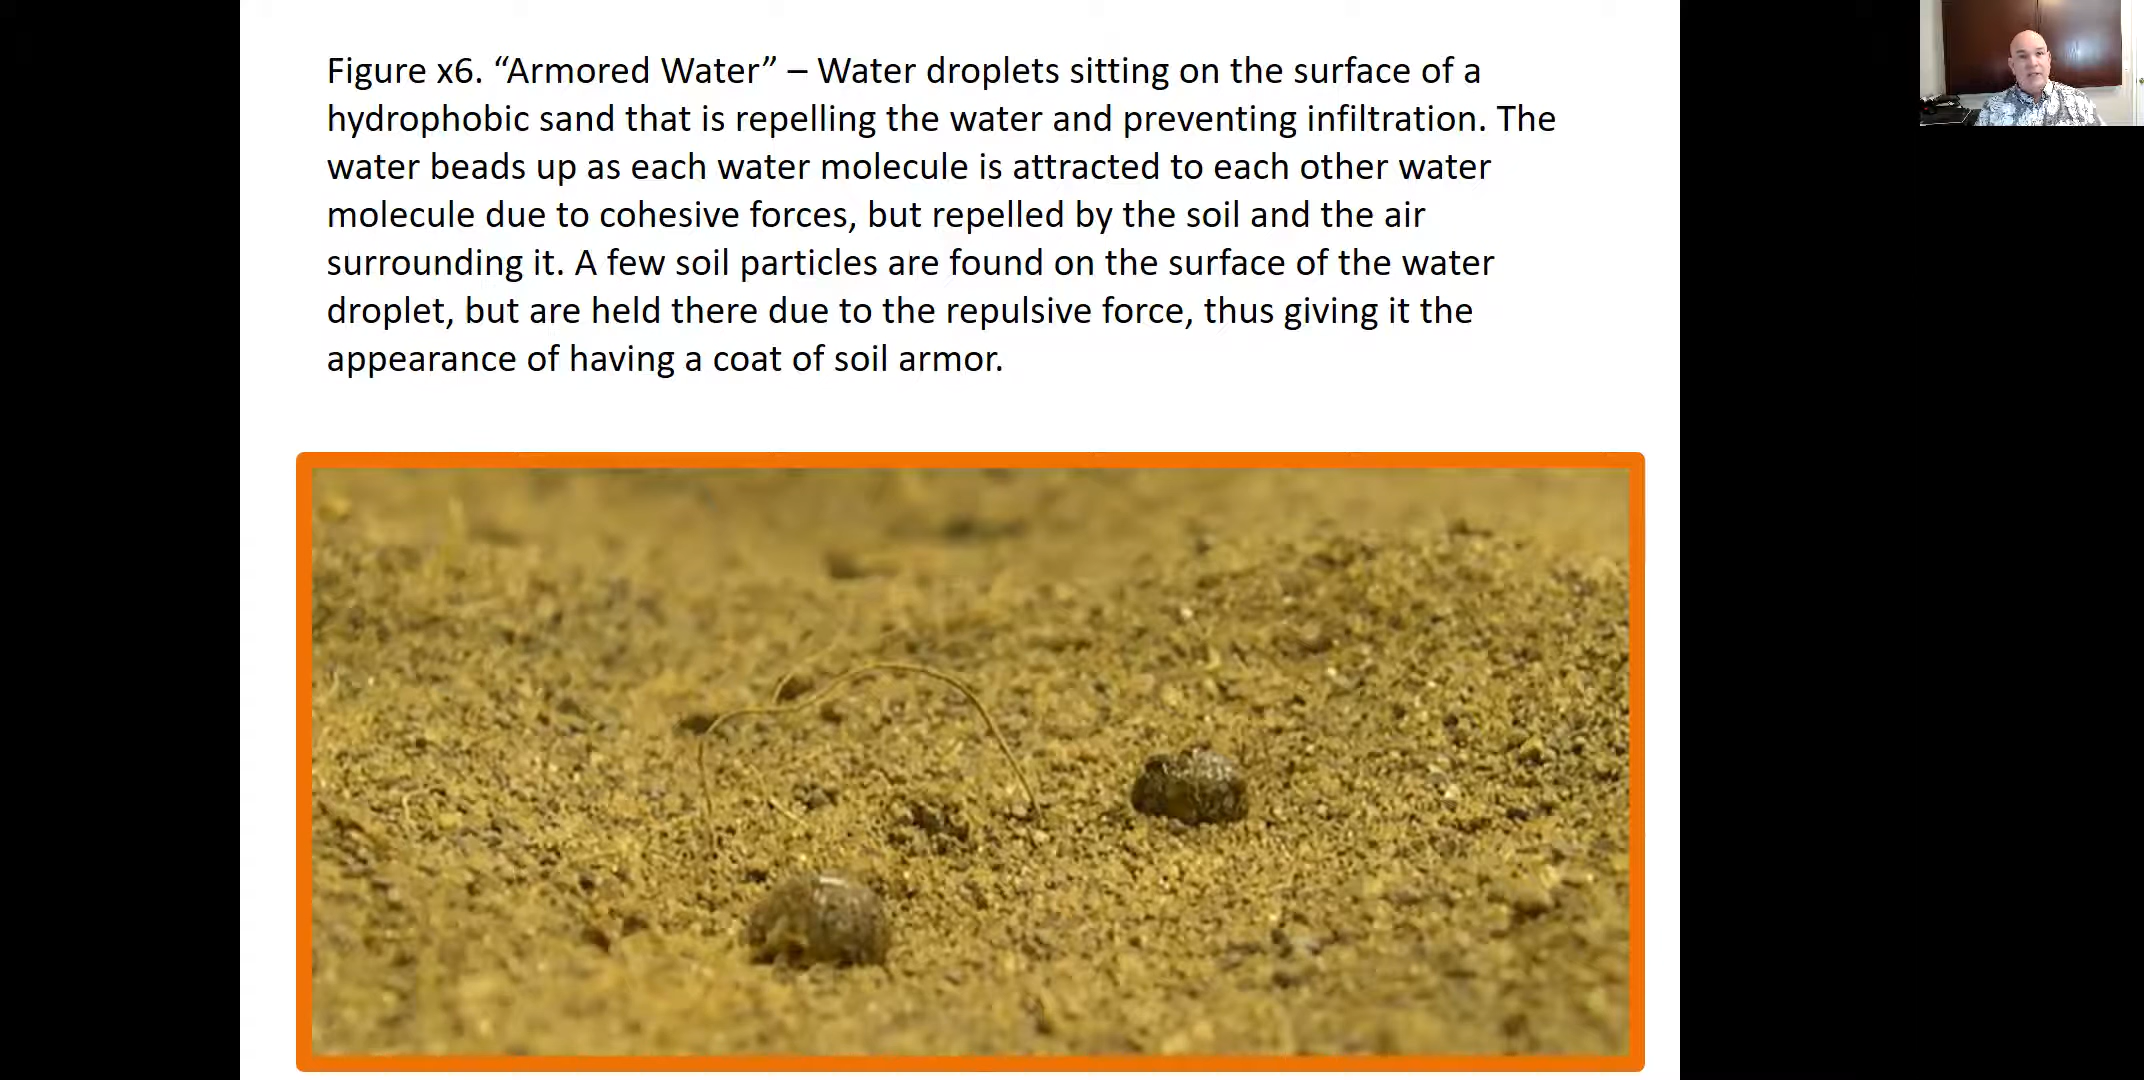 Figure x6. “Armored Water” – Water droplets sitting on the surface of a
hydrophobic sand that is repelling the water and preventing infiltration. The
water beads up as each water molecule is attracted to each other water
molecule due to cohesive forces, but repelled by the soil and the air
surrounding it. A few soil particles are found on the surface of the water
droplet, but are held there due to the repulsive force, thus giving it the
appearance of having a coat of soil armor.